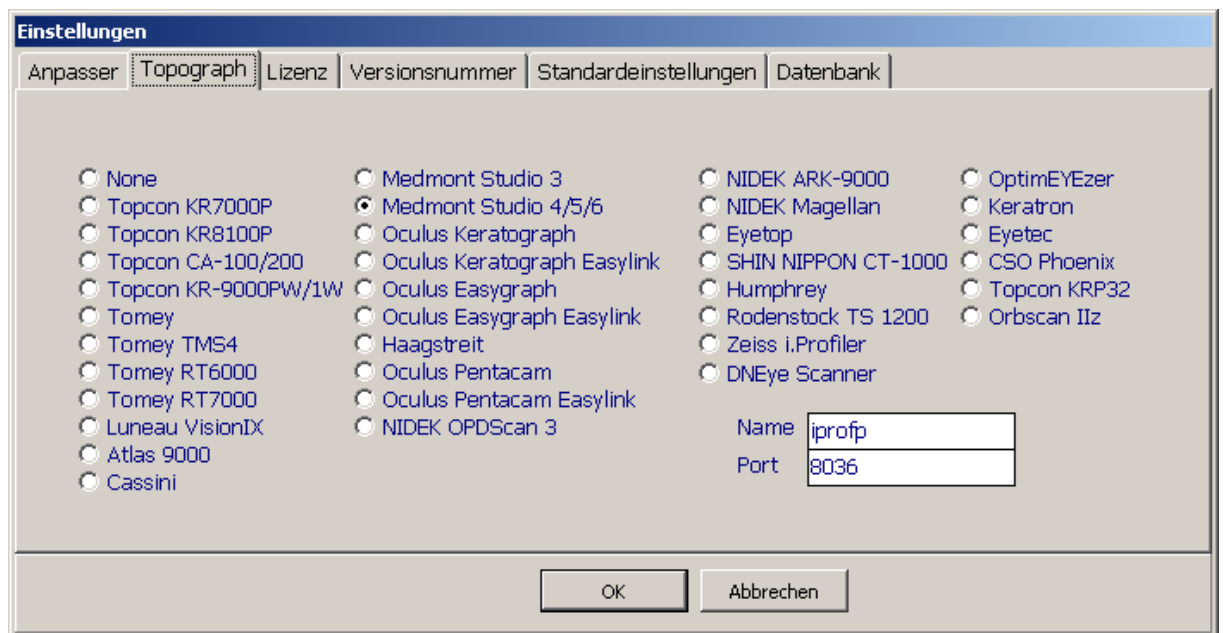 Einstellungen
Anpasser Topograph Lizenz Versionsnummer Standardeinstellungen Datenbank
None
Topcon KR7000P
Topcon KR8100P
Topcon CA-100/200
Topcon KR-9000PW/1W
Tomey
Tomey TMS4
Tomey RT6000
Tomey RT7000
Luneau VisionIX
Atlas 9000
Cassini
Medmont Studio 3
Medmont Studio 4/5/6
Oculus Keratograph
Oculus Keratograph Easylink
Oculus Easygraph
Oculus Easygraph Easylink
Haagstreit
Oculus Pentacam
Oculus Pentacam Easylink
NIDEK OPDScan 3
NIDEK ARK-9000
NIDEK Magellan
Eyetop
SHIN NIPPON CT-1000
Humphrey
Rodenstock TS 1200
Zeiss i.Profiler
DNEye Scanner
OptimEYEzer
Keratron
Eyetec
CSO Phoenix
Topcon KRP32
Orbscan IIz
Name iprofp
Port 8036
OK Abbrechen